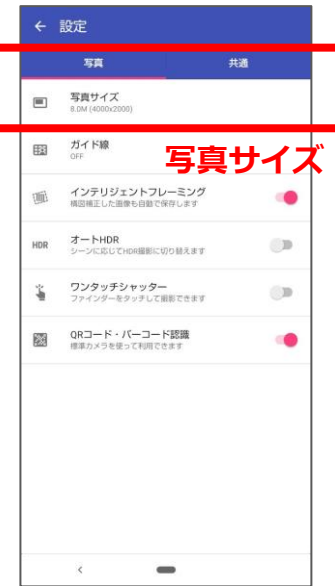 設定
写真 共通
写真サイズ
8.0M (4000x2000)
写真サイズ
ガイド線
OFF
インテリジェントフレーミング
構図補正した画像も自動で保存します
HDR
オートHDR
シーンに応じてHDR撮影に切り替えます
ワンタッチシャッター
ファインダーをタッチして撮影できます
QRコード・バーコード認識
標準カメラを使って利用できます